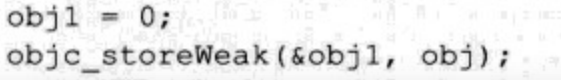 obj1 = 0;
objc_storeWeak(&obj1, obj);